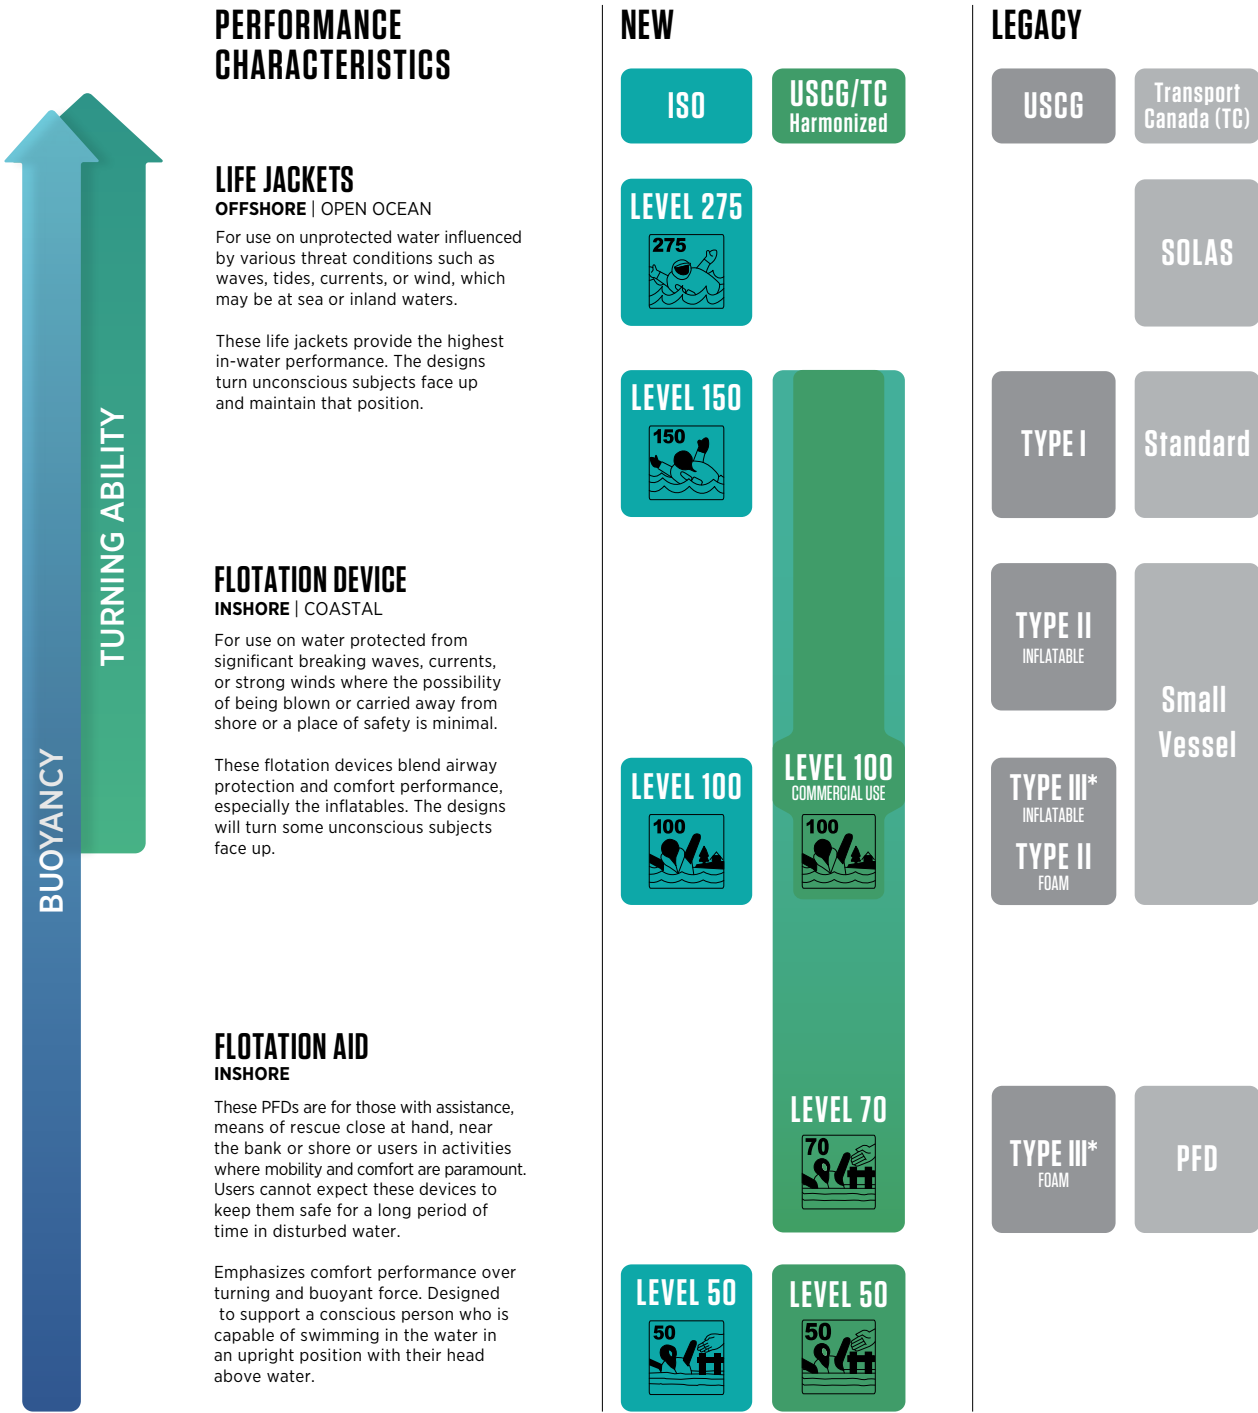 PERFORMANCE
CHARACTERISTICS
NEW
LEGACY
ISO
USCG/TC
Harmonized
USCG
Transport
Canada (TC)
BUOYANCY
TURNING ABILITY
LIFE JACKETS
OFFSHORE | OPEN OCEAN
For use on unprotected water influenced
by various threat conditions such as
waves, tides, currents, or wind, which
may be at sea or inland waters.
These life jackets provide the highest
in-water performance. The designs
turn unconscious subjects face up
and maintain that position.
LEVEL 275
275
SOLAS
LEVEL 150
150
TYPE I
Standard
FLOTATION DEVICE
INSHORE | COASTAL
For use on water protected from
significant breaking waves, currents,
or strong winds where the possibility
of being blown or carried away from
shore or a place of safety is minimal.
These flotation devices blend airway
protection and comfort performance,
especially the inflatables. The designs
will turn some unconscious subjects
face up.
LEVEL 100
100
LEVEL 100
COMMERCIAL USE
100
TYPE II
INFLATABLE
TYPE III*
INFLATABLE
TYPE II
FOAM
Small
Vessel
FLOTATION AID
INSHORE
These PFDs are for those with assistance,
means of rescue close at hand, near
the bank or shore or users in activities
where mobility and comfort are paramount.
Users cannot expect these devices to
keep them safe for a long period of
time in disturbed water.
Emphasizes comfort performance over
turning and buoyant force. Designed
to support a conscious person who is
capable of swimming in the water in
an upright position with their head
above water.
LEVEL 70
70
TYPE III*
FOAM
PFD
LEVEL 50
50
LEVEL 50
50